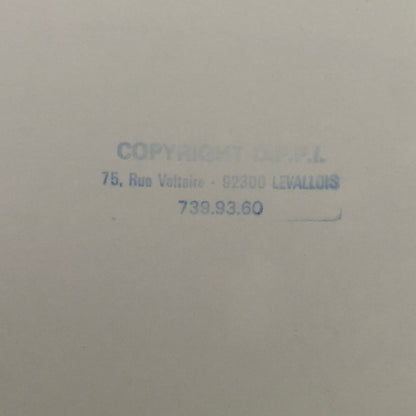 COPYRIGHT D.P.P.I.
75, Rue Voltaire - 92300 LEVALLOIS
739.93.60